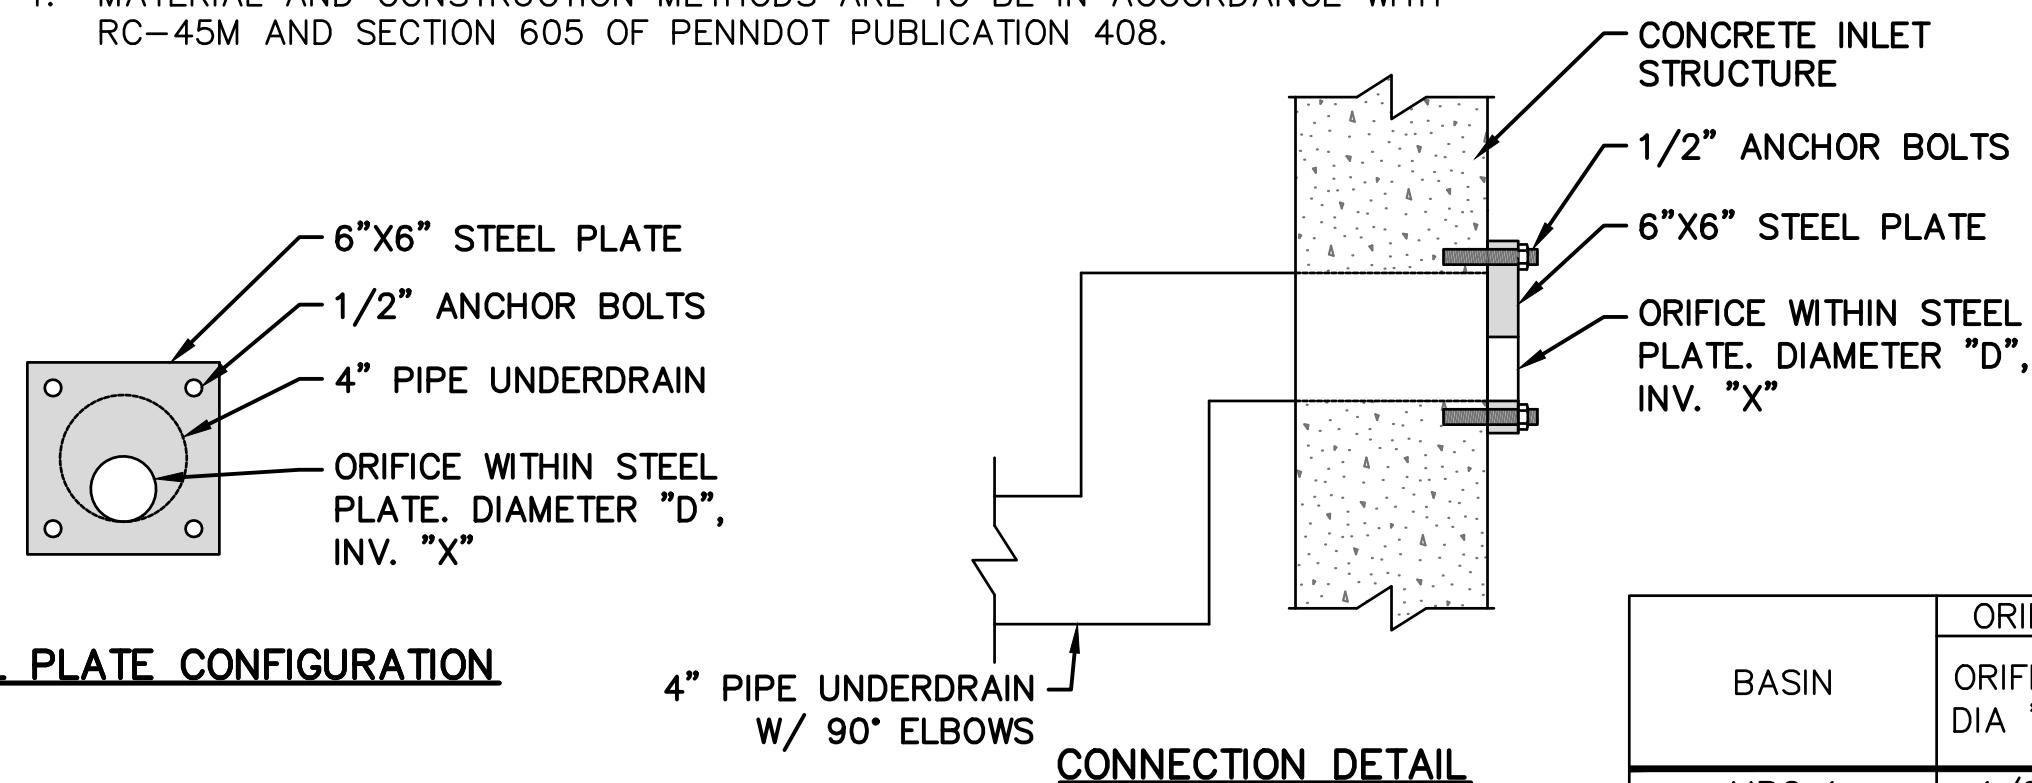 RC-45M AND SECTION 605 OF PENNDOT PUBLICATION 408.
6"X6" STEEL PLATE
1/2" ANCHOR BOLTS
4" PIPE UNDERDRAIN
ORIFICE WITHIN STEEL
PLATE. DIAMETER "D",
INV. "X"
PLATE CONFIGURATION
CONCRETE INLET
STRUCTURE
1/2" ANCHOR BOLTS
6"X6" STEEL PLATE
ORIFICE WITHIN STEEL
PLATE. DIAMETER "D",
INV. "X"
4" PIPE UNDERDRAIN
W/ 90° ELBOWS
CONNECTION DETAIL
BASIN
DIA